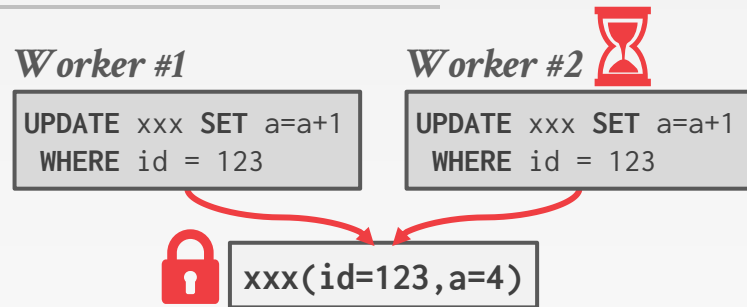 Worker #1
UPDATE xxx SET a=a+1
WHERE id = 123
Worker #2
UPDATE xxx SET a=a+1
WHERE id = 123
xxx(id=123,a=4)